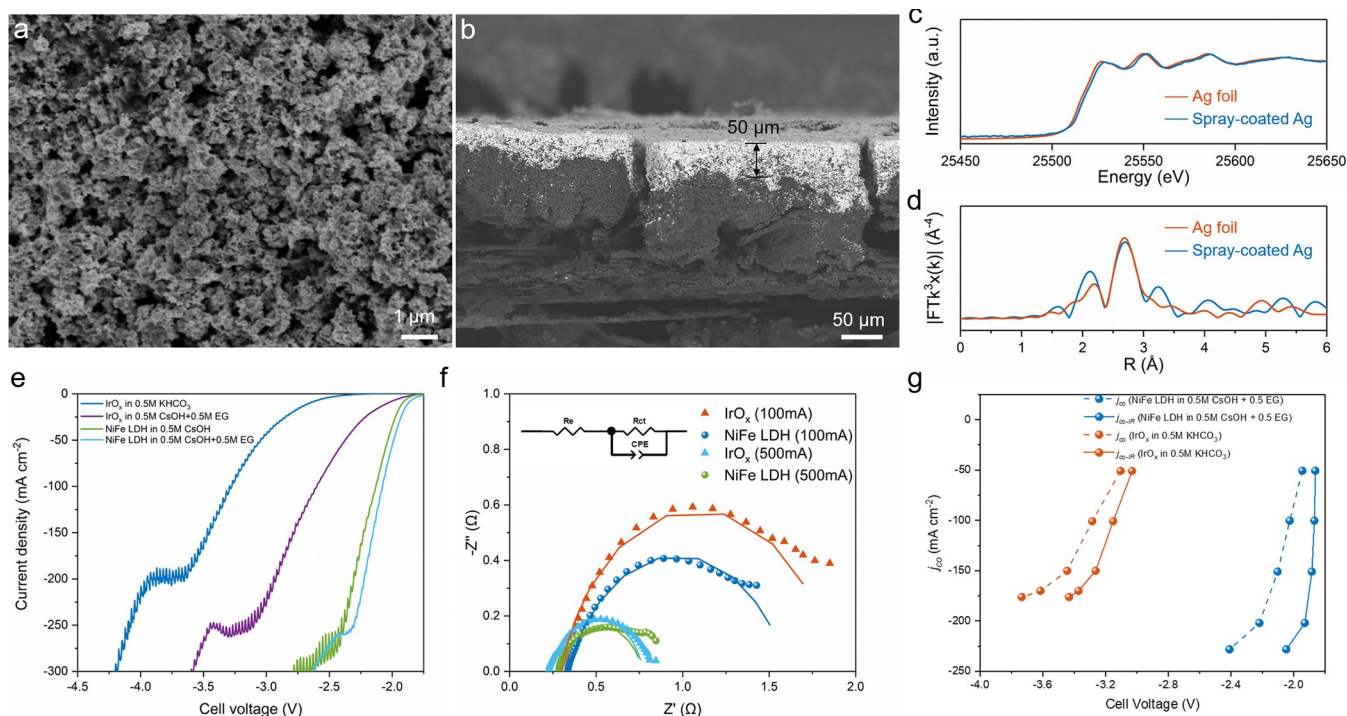 a
1 μm
b
50 μm
50 μm
c
Intensity (a.u.)
Ag foil
Spray-coated Ag
25450 25500 25550 25600 25650
Energy (eV)
d
|FTk³x(k)| (Å⁻⁴)
Ag foil
Spray-coated Ag
0 1 2 3 4 5 6
R (Å)
e
Current density (mA cm⁻²)
0
-50
-100
-150
-200
-250
-300
IrOₓ in 0.5M KHCO₃
IrOₓ in 0.5M CsOH+0.5M EG
NiFe LDH in 0.5M CsOH
NiFe LDH in 0.5M CsOH+0.5M EG
-4.5 -4.0 -3.5 -3.0 -2.5 -2.0
Cell voltage (V)
f
-Z'' (Ω)
-1.0
0.8
0.6
0.4
0.2
0.0
Re
Rct
CPE
IrOₓ (100mA)
NiFe LDH (100mA)
IrOₓ (500mA)
NiFe LDH (500mA)
0.0 0.5 1.0 1.5 2.0
Z' (Ω)
g
j_co (mA cm⁻²)
50
0
-50
-100
-150
-200
-250
j_co (NiFe LDH in 0.5M CsOH + 0.5 EG)
j_co-IR (NiFe LDH in 0.5M CsOH + 0.5 EG)
j_co (IrOₓ in 0.5M KHCO₃)
j_co-IR (IrOₓ in 0.5M KHCO₃)
-4.0 -3.6 -3.2 -2.8 -2.4 -2.0
Cell Voltage (V)